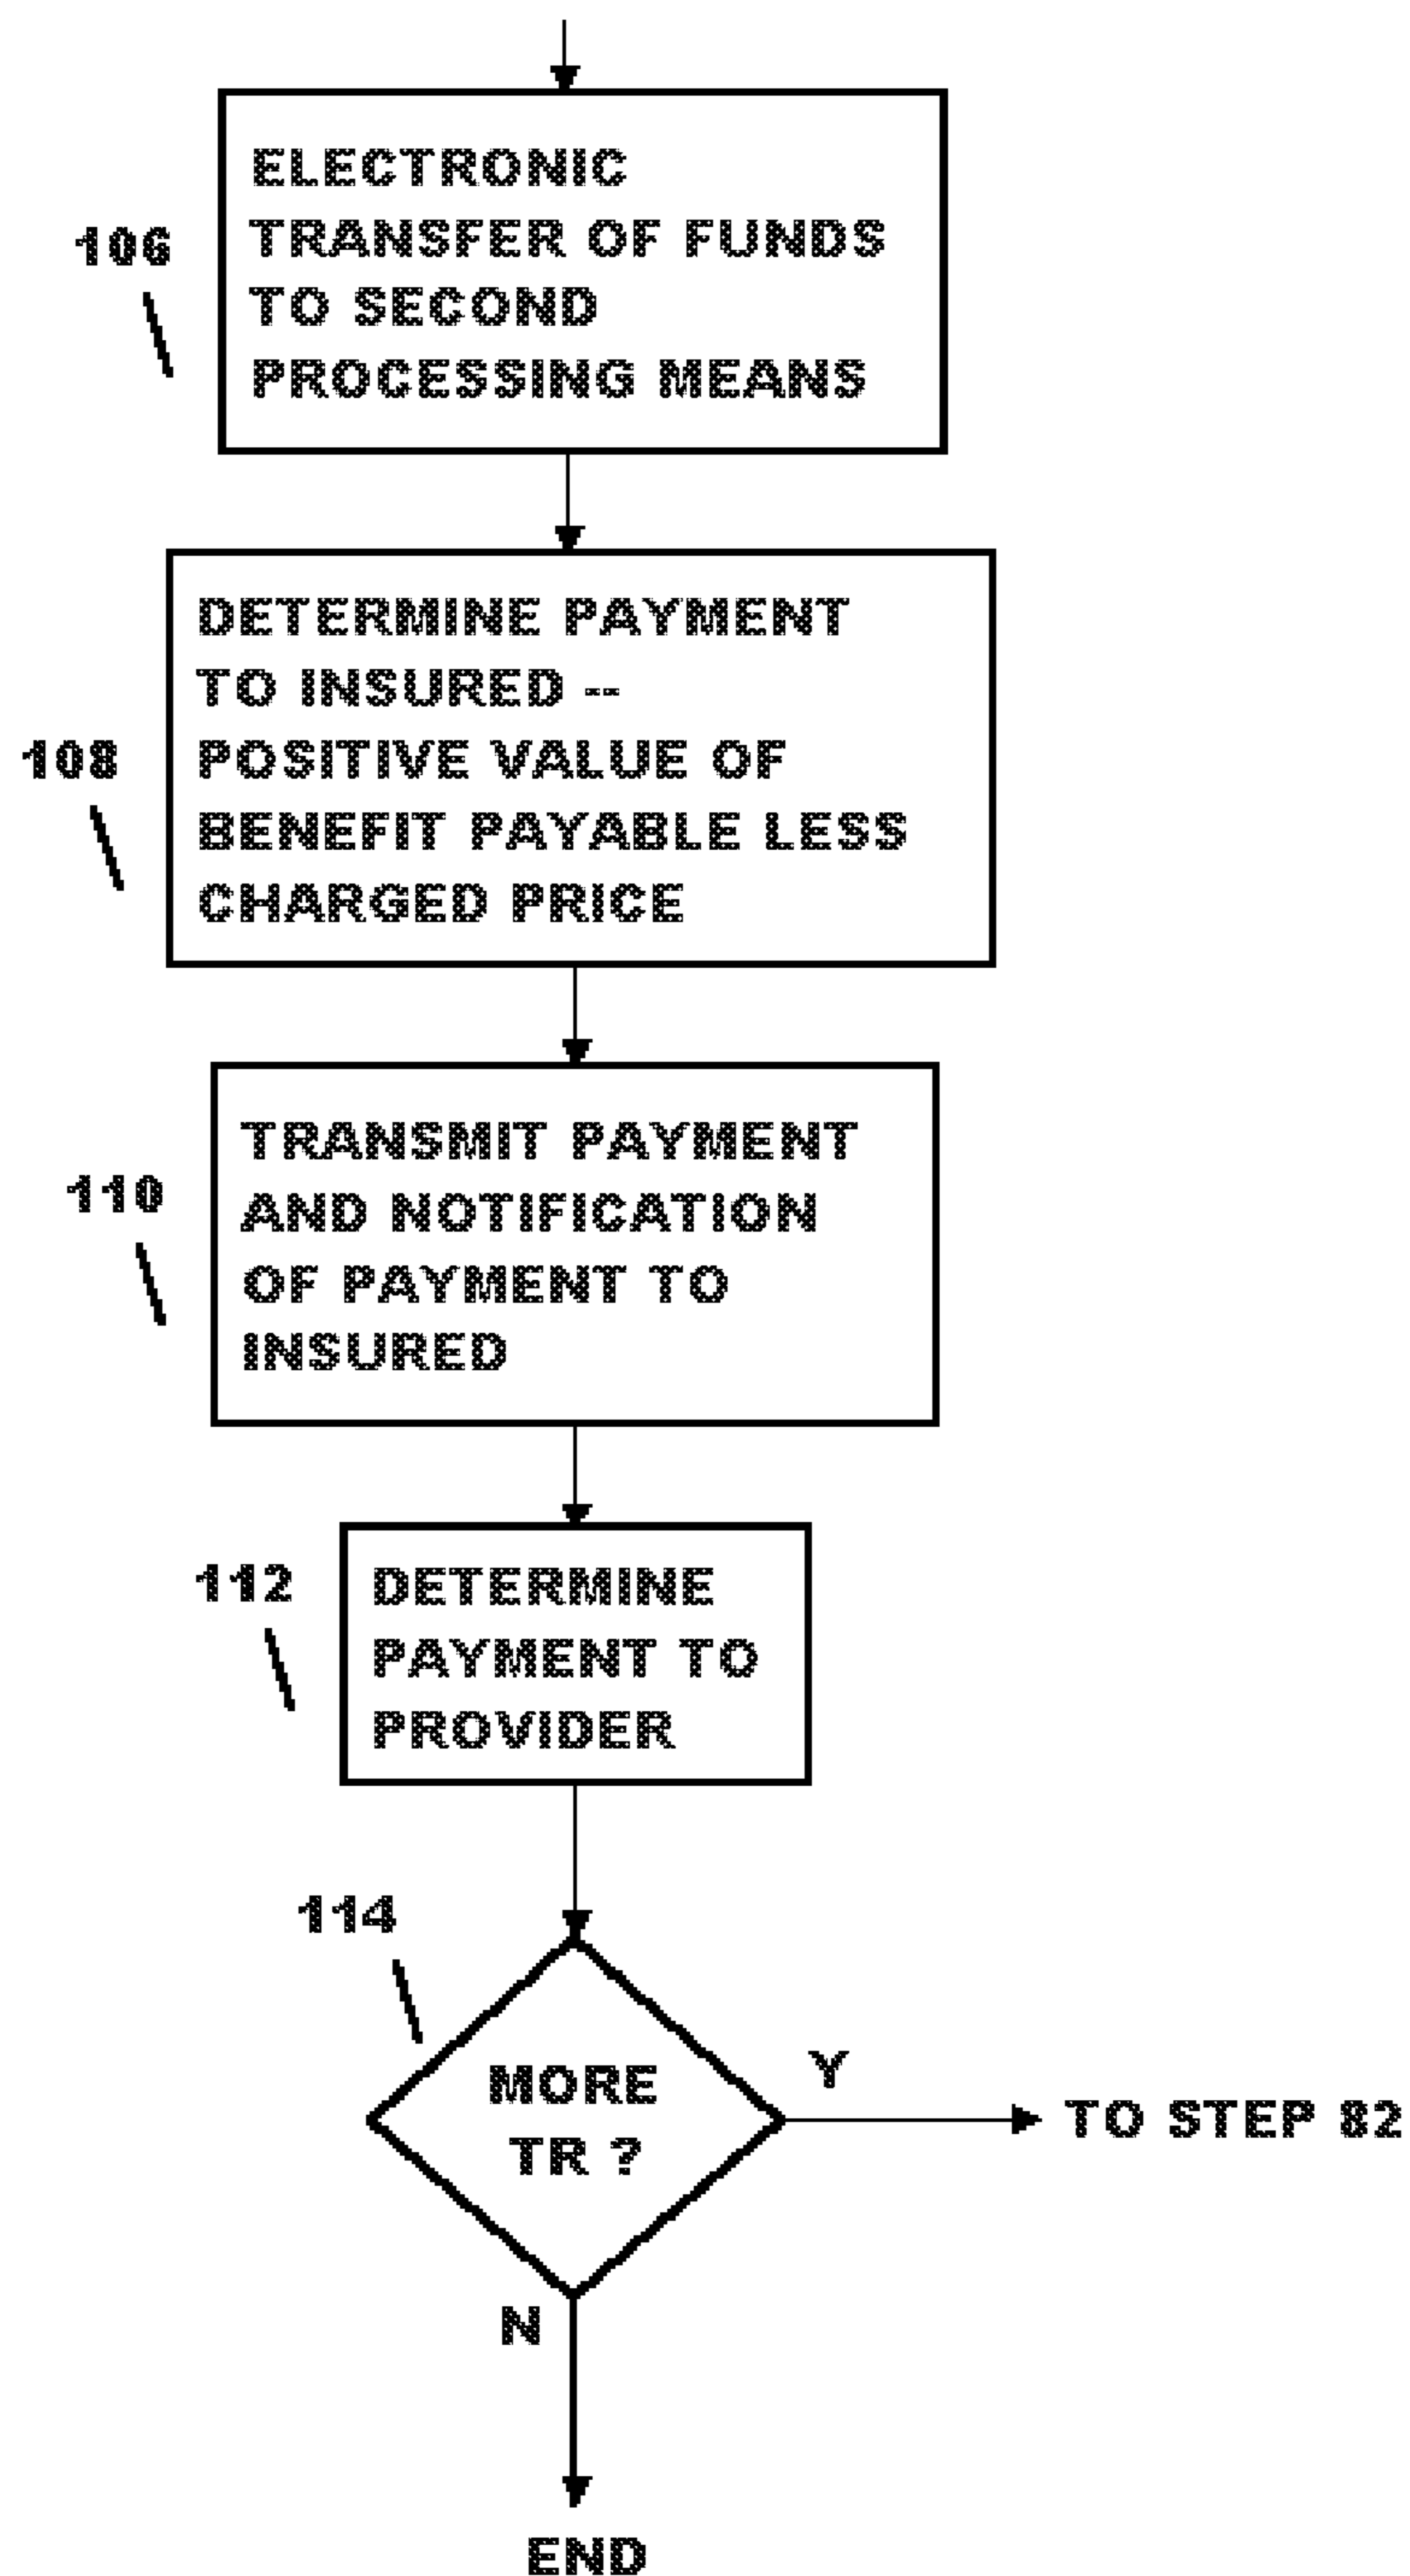 ELECTRONIC
TRANSFER OF FUNDS
TO SECOND
PROCESSING MEANS
106
DETERMINE PAYMENT
TO INSURED --
POSITIVE VALUE OF
BENEFIT PAYABLE LESS
CHARGED PRICE
108
TRANSMIT PAYMENT
AND NOTIFICATION
OF PAYMENT TO
INSURED
110
DETERMINE
PAYMENT TO
PROVIDER
112
114
MORE
TR ?
Y
TO STEP 82
N
END